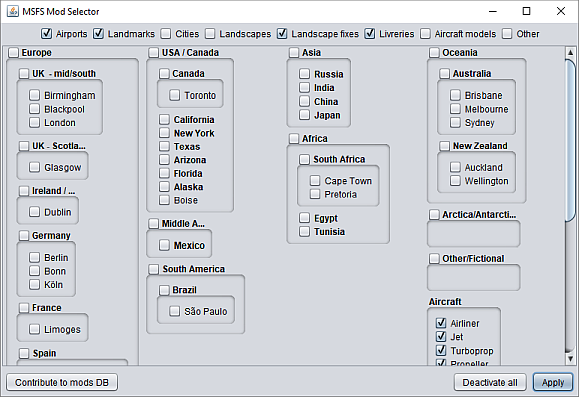 MSFS Mod Selector
Airports Landmarks Cities Landscapes Landscape fixes Livreries Aircraft models Other
Europe
UK - mid/south
Birmingham
Blackpool
London
UK - Scotla...
Glasgow
Ireland / ...
Dublin
Germany
Berlin
Bonn
Köln
France
Limoges
Spain
USA / Canada
Canada
Toronto
California
New York
Texas
Arizona
Florida
Alaska
Boise
Middle A...
Mexico
South America
Brazil
São Paulo
Asia
Russia
India
China
Japan
Africa
South Africa
Cape Town
Pretoria
Egypt
Tunisia
Oceania
Australia
Brisbane
Melbourne
Sydney
New Zealand
Auckland
Wellington
Arctica/Antarcti...
Other/Fictional
Aircraft
Airliner
Jet
Turboprop
Propeller
Contribute to mods DB
Deactivate all
Apply